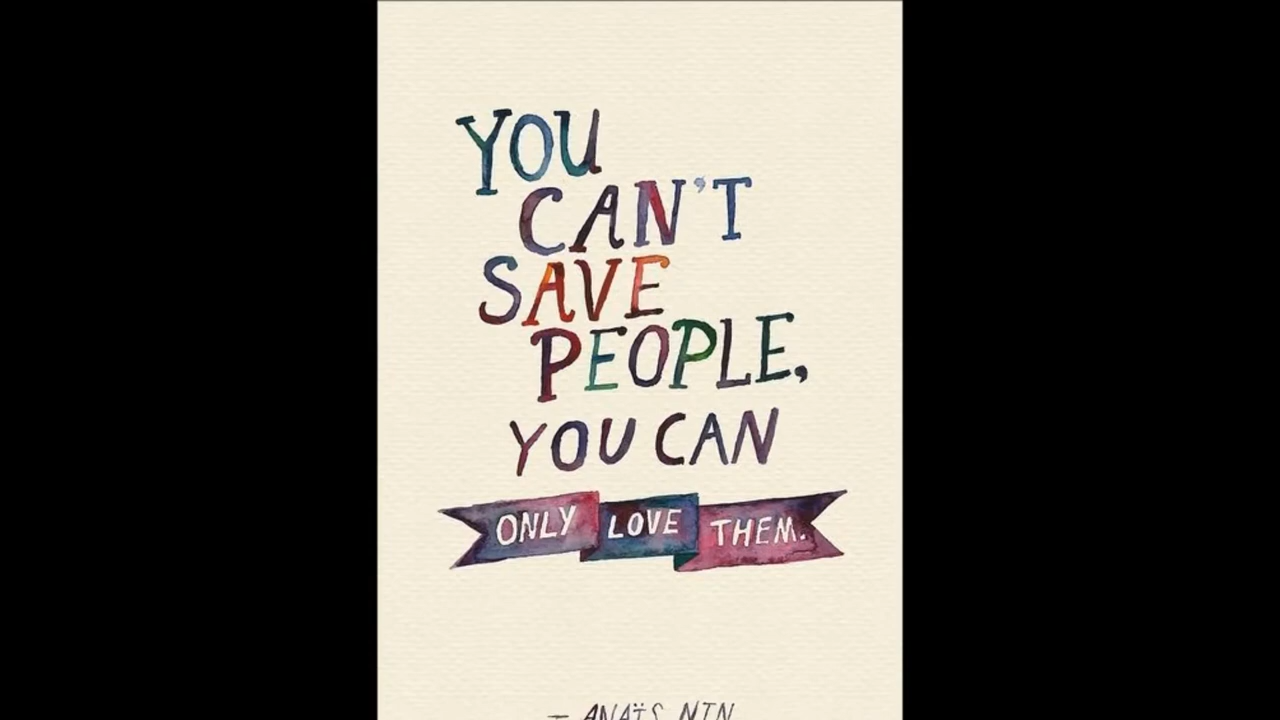 YOU
CAN'T
SAVE
PEOPLE,
YOU CAN
ONLY LOVE THEM.
- ANAÏS NIN